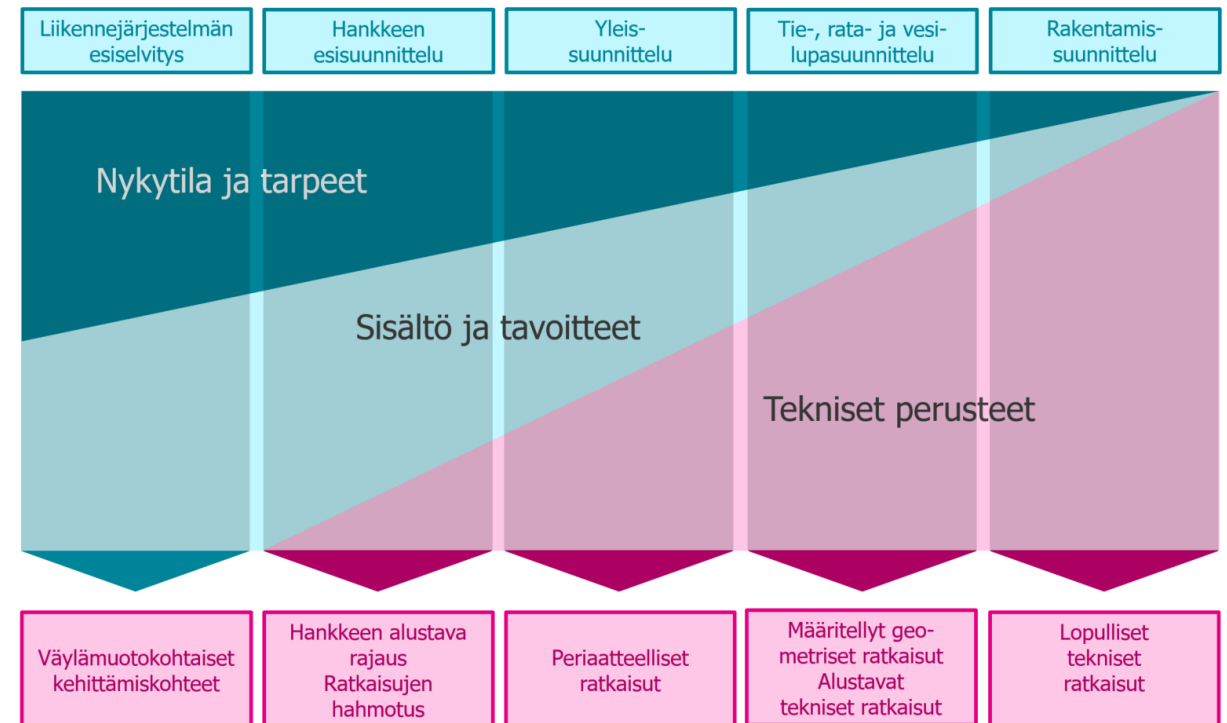 Liikennejärjestelmän
esiselvitys
Hankkeen
esisuunnittelu
Yleis-
suunnittelu
Tie-, rata- ja vesi-
lupasuunnittelu
Rakentamis-
suunnittelu
Nykytila ja tarpeet
Sisältö ja tavoitteet
Tekniset perusteet
Väylämuotokohtaiset
kehittämiskohteet
Hankkeen alustava
rajaus
Ratkaisujen
hahmotus
Periaatteelliset
ratkaisut
Määritellyt geo-
metriset ratkaisut
Alustavat
tekniset ratkaisut
Lopulliset
tekniset
ratkaisut